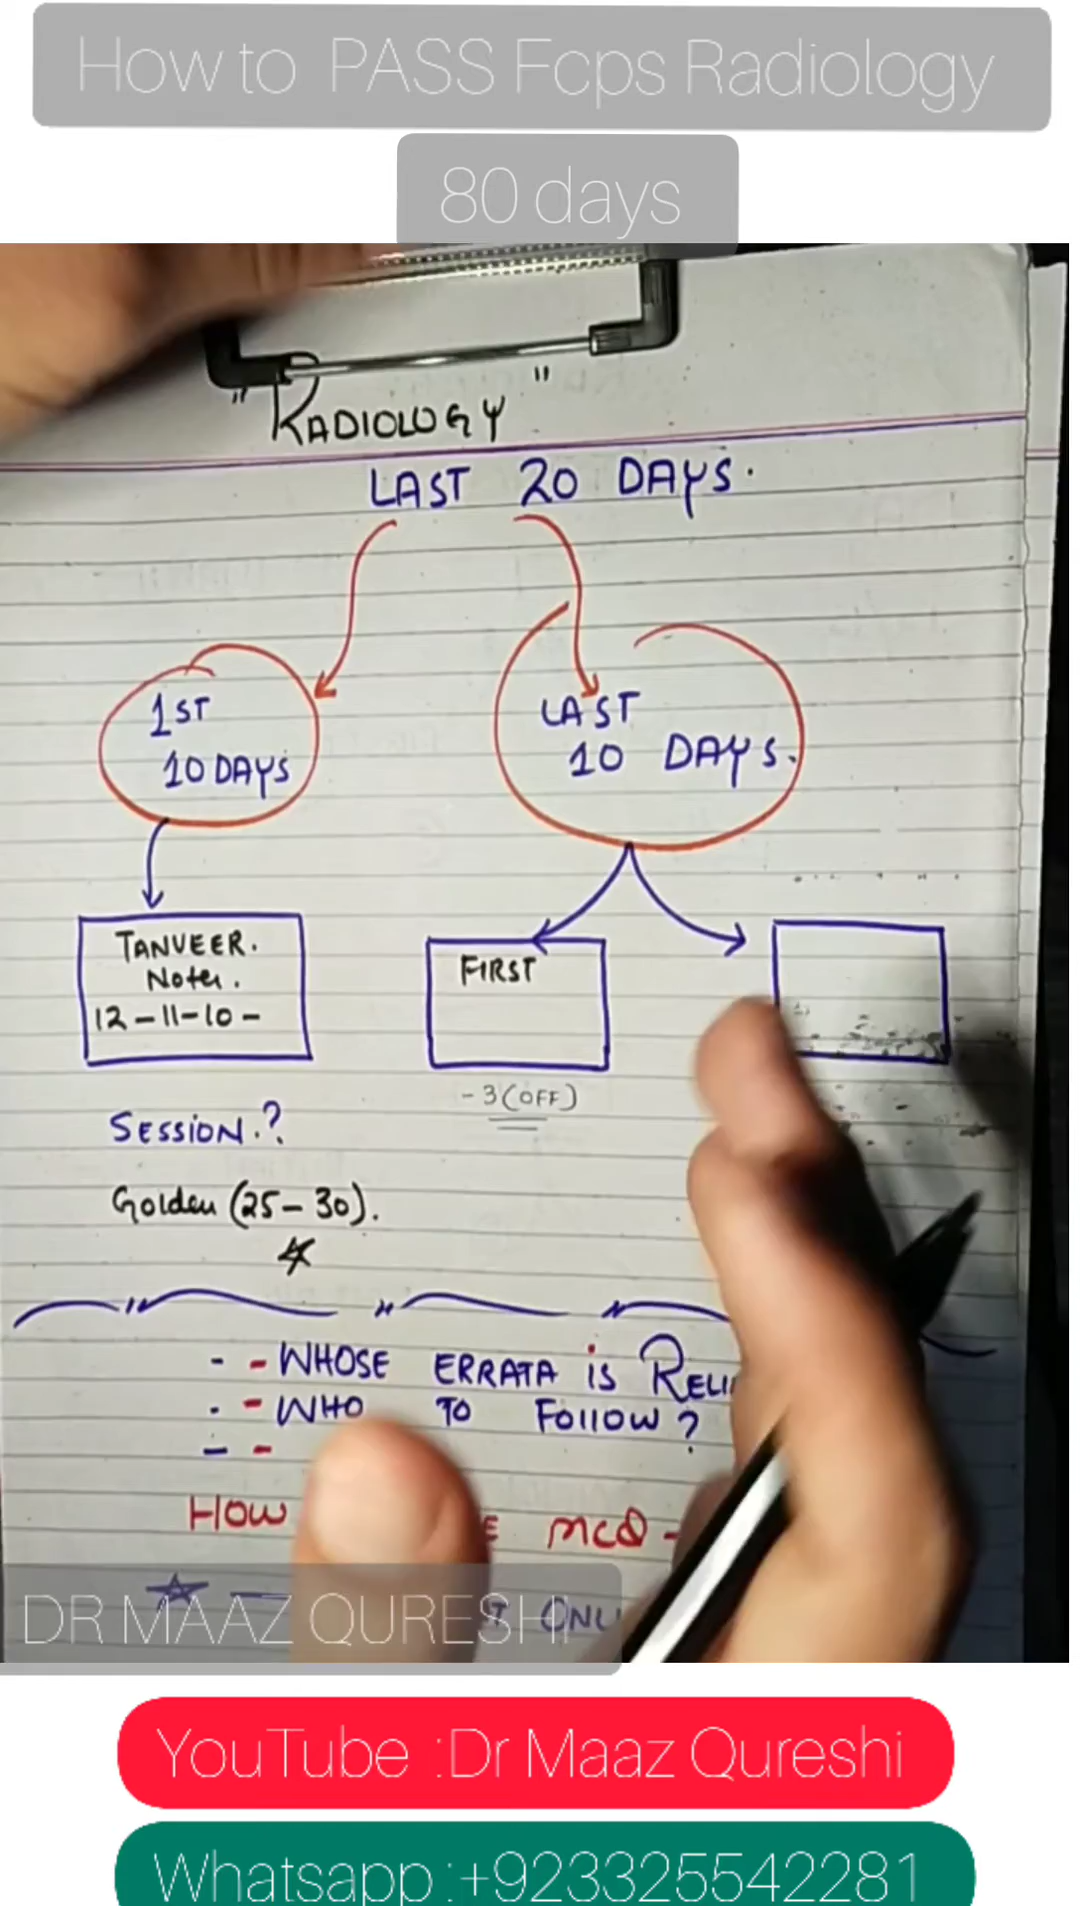 How to PASS Fcps Radiology
80 days
"RADIOLOGY"
LAST 20 DAYS.
1ST
10 DAYS
LAST
10 DAYS.
TANVEER.
Notes.
12-11-10-
FIRST
- 3 (OFF)
SESSION.?
Golden (25-30).
- - WHOSE ERRATA is
- - WHO TO FOLLOW?
- -
HOW MCQ -
DR MAAZ QURESHI
YouTube :Dr Maaz Qureshi
Whatsapp :+923325542281